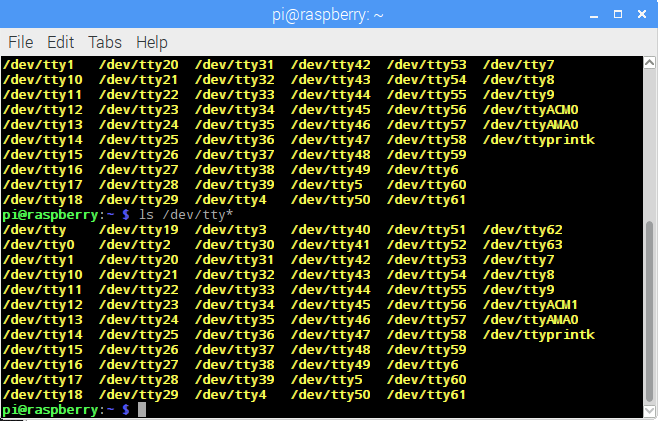 pi@raspberry: ~
File Edit Tabs Help
/dev/tty1 /dev/tty20 /dev/tty31 /dev/tty42 /dev/tty53 /dev/tty7
/dev/tty10 /dev/tty21 /dev/tty32 /dev/tty43 /dev/tty54 /dev/tty8
/dev/tty11 /dev/tty22 /dev/tty33 /dev/tty44 /dev/tty55 /dev/tty9
/dev/tty12 /dev/tty23 /dev/tty34 /dev/tty45 /dev/tty56 /dev/ttyACM0
/dev/tty13 /dev/tty24 /dev/tty35 /dev/tty46 /dev/tty57 /dev/ttyAMA0
/dev/tty14 /dev/tty25 /dev/tty36 /dev/tty47 /dev/tty58 /dev/ttyprintk
/dev/tty15 /dev/tty26 /dev/tty37 /dev/tty48 /dev/tty59
/dev/tty16 /dev/tty27 /dev/tty38 /dev/tty49 /dev/tty6
/dev/tty17 /dev/tty28 /dev/tty39 /dev/tty5 /dev/tty60
/dev/tty18 /dev/tty29 /dev/tty4 /dev/tty50 /dev/tty61
pi@raspberry:~ $ ls /dev/tty*
/dev/tty /dev/tty19 /dev/tty3 /dev/tty40 /dev/tty51 /dev/tty62
/dev/tty0 /dev/tty2 /dev/tty30 /dev/tty41 /dev/tty52 /dev/tty63
/dev/tty1 /dev/tty20 /dev/tty31 /dev/tty42 /dev/tty53 /dev/tty7
/dev/tty10 /dev/tty21 /dev/tty32 /dev/tty43 /dev/tty54 /dev/tty8
/dev/tty11 /dev/tty22 /dev/tty33 /dev/tty44 /dev/tty55 /dev/tty9
/dev/tty12 /dev/tty23 /dev/tty34 /dev/tty45 /dev/tty56 /dev/ttyACM1
/dev/tty13 /dev/tty24 /dev/tty35 /dev/tty46 /dev/tty57 /dev/ttyAMA0
/dev/tty14 /dev/tty25 /dev/tty36 /dev/tty47 /dev/tty58 /dev/ttyprintk
/dev/tty15 /dev/tty26 /dev/tty37 /dev/tty48 /dev/tty59
/dev/tty16 /dev/tty27 /dev/tty38 /dev/tty49 /dev/tty6
/dev/tty17 /dev/tty28 /dev/tty39 /dev/tty5 /dev/tty60
/dev/tty18 /dev/tty29 /dev/tty4 /dev/tty50 /dev/tty61
pi@raspberry:~ $